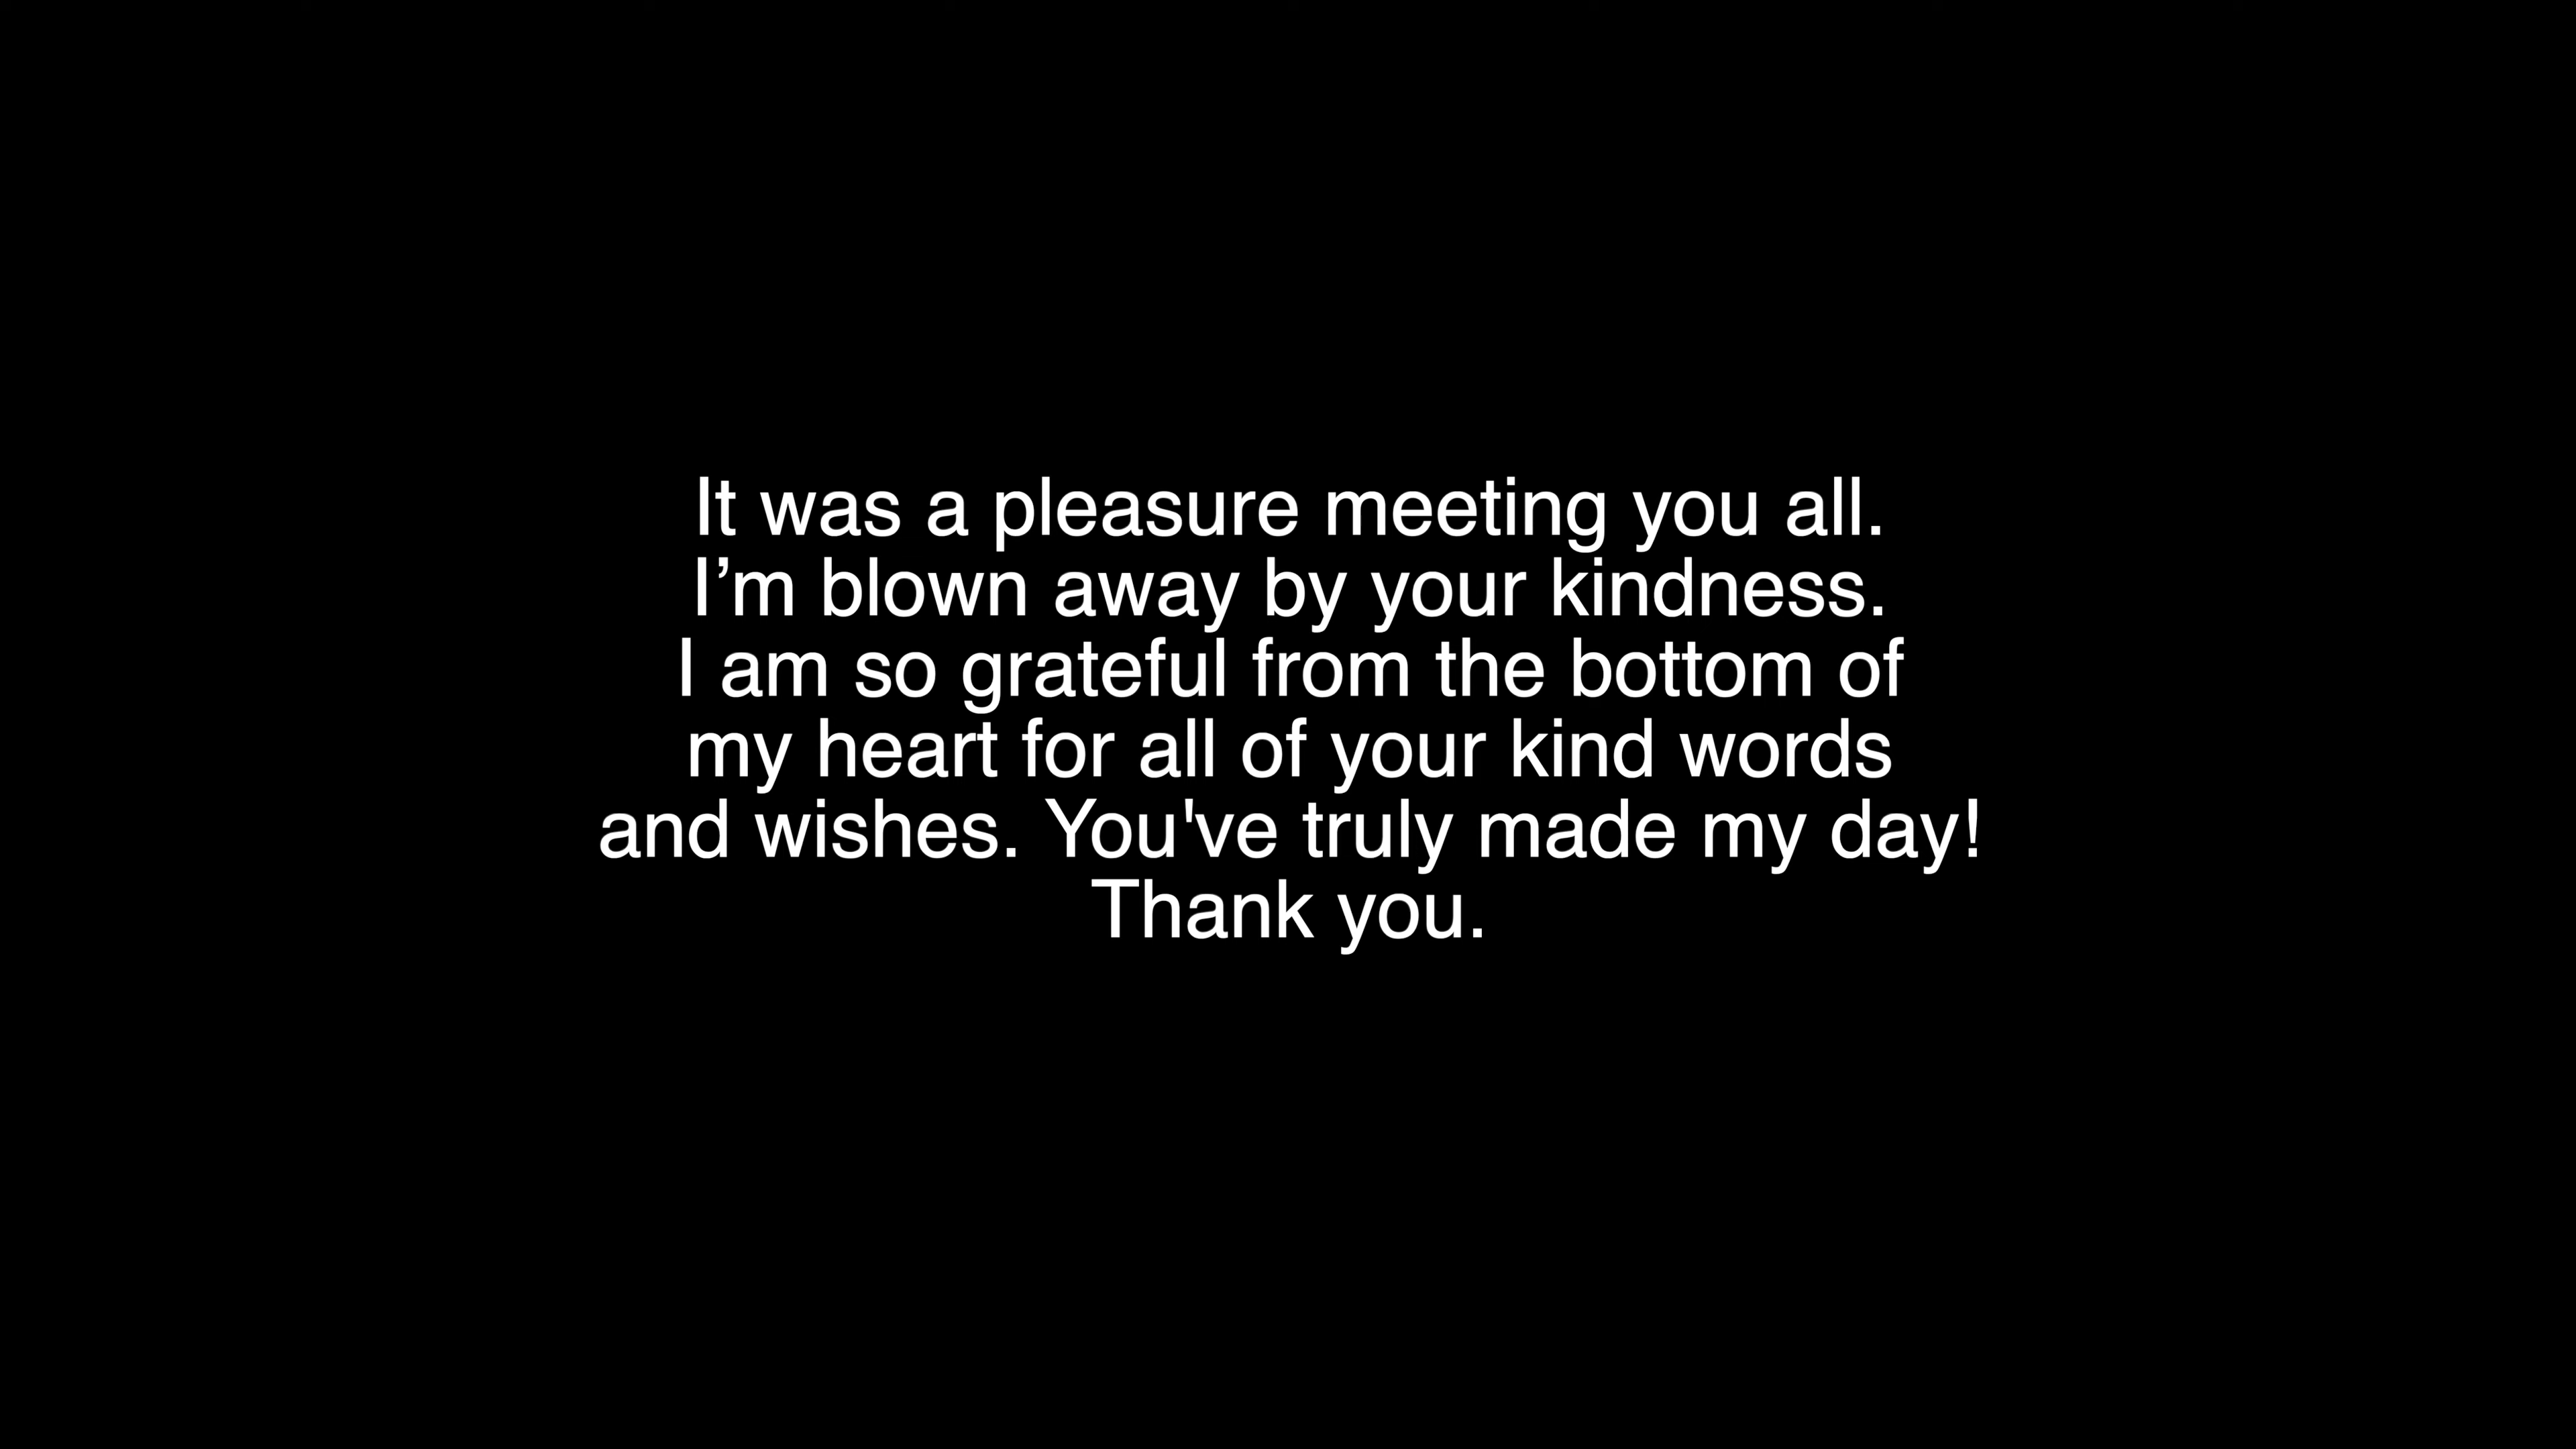 It was a pleasure meeting you all.
I’m blown away by your kindness.
I am so grateful from the bottom of
my heart for all of your kind words
and wishes. You've truly made my day!
Thank you.